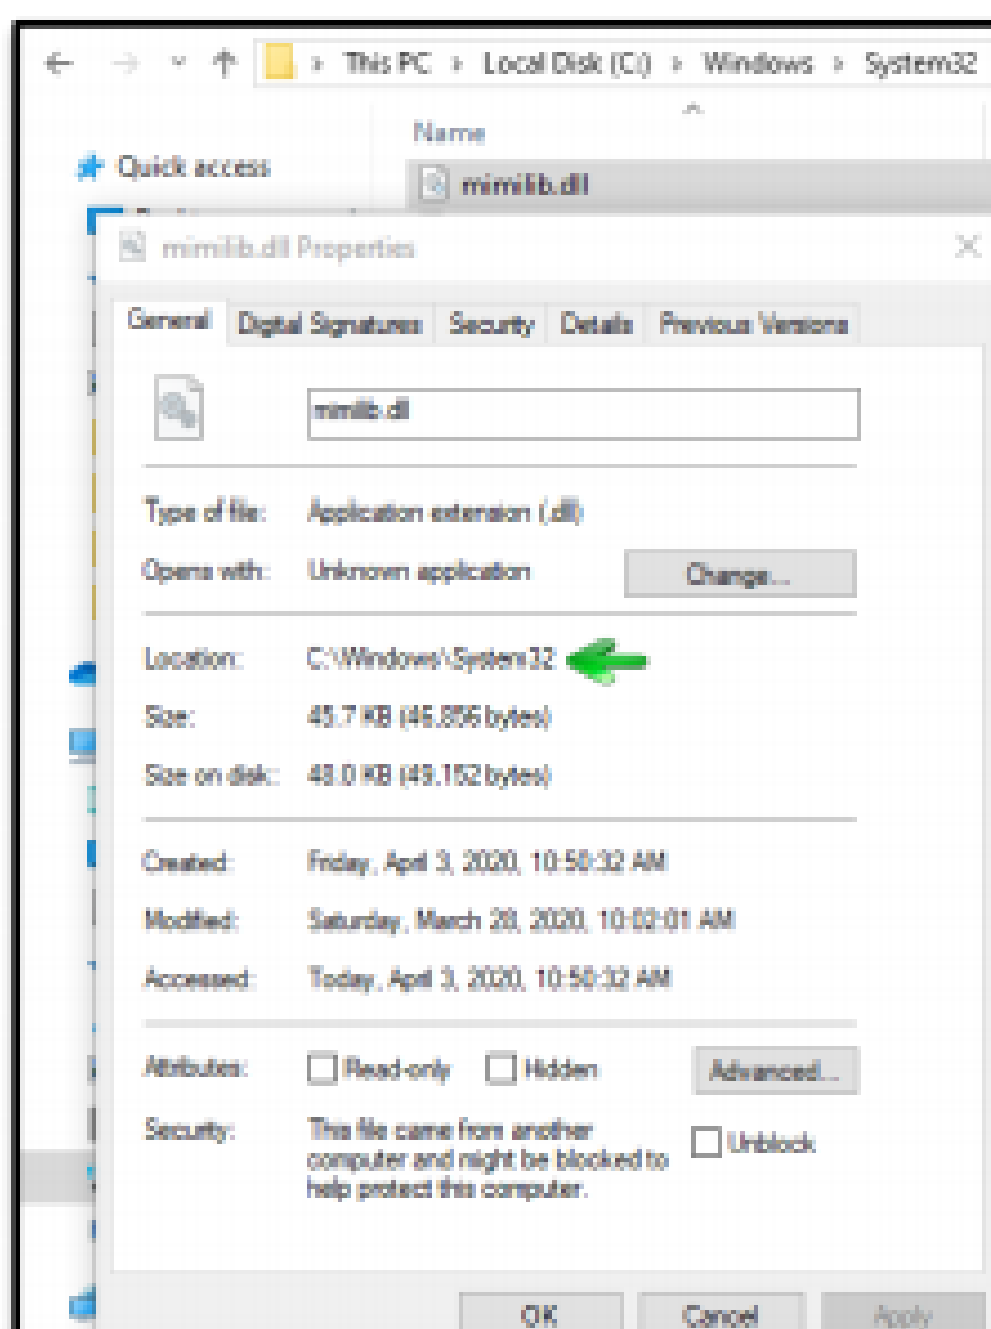 This PC > Local Disk (C:) > Windows > System32
Name
Quick access
mimilib.dll
mimilib.dll Properties
General Digital Signatures Security Details Previous Versions
mimilib.dll
Type of file: Application extension (.dll)
Opens with: Unknown application Change...
Location: C:\Windows\System32
Size: 45.7 KB (46,856 bytes)
Size on disk: 48.0 KB (49,152 bytes)
Created: Friday, April 3, 2020, 10:50:32 AM
Modified: Saturday, March 28, 2020, 10:02:01 AM
Accessed: Today, April 3, 2020, 10:50:32 AM
Attributes: Read-only Hidden Advanced...
Security: This file came from another
computer and might be blocked to
help protect this computer.
Unblock
OK Cancel Apply